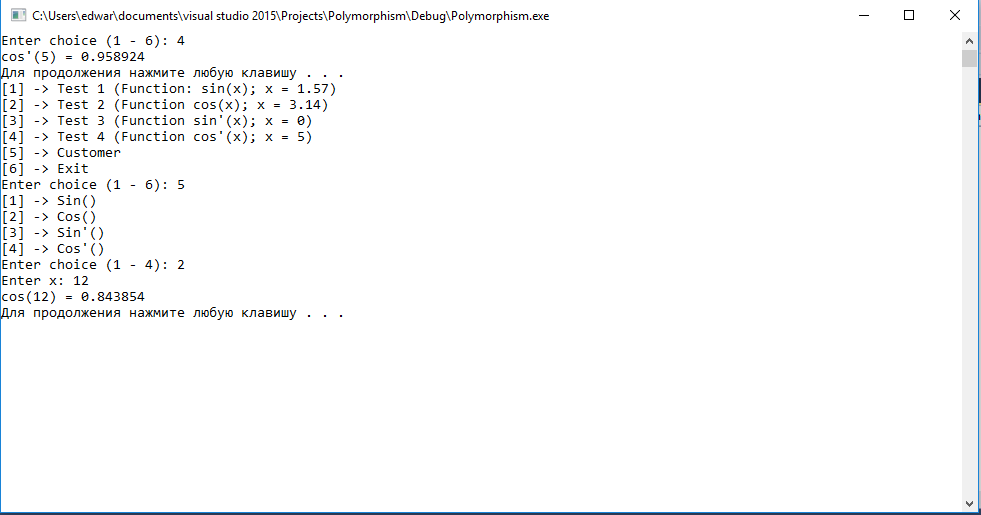 C:\Users\edwar\documents\visual studio 2015\Projects\Polymorphism\Debug\Polymorphism.exe
Enter choice (1 - 6): 4
cos'(5) = 0.958924
Для продолжения нажмите любую клавишу . . .
[1] -> Test 1 (Function: sin(x); x = 1.57)
[2] -> Test 2 (Function cos(x); x = 3.14)
[3] -> Test 3 (Function sin'(x); x = 0)
[4] -> Test 4 (Function cos'(x); x = 5)
[5] -> Customer
[6] -> Exit
Enter choice (1 - 6): 5
[1] -> Sin()
[2] -> Cos()
[3] -> Sin'()
[4] -> Cos'()
Enter choice (1 - 4): 2
Enter x: 12
cos(12) = 0.843854
Для продолжения нажмите любую клавишу . . .